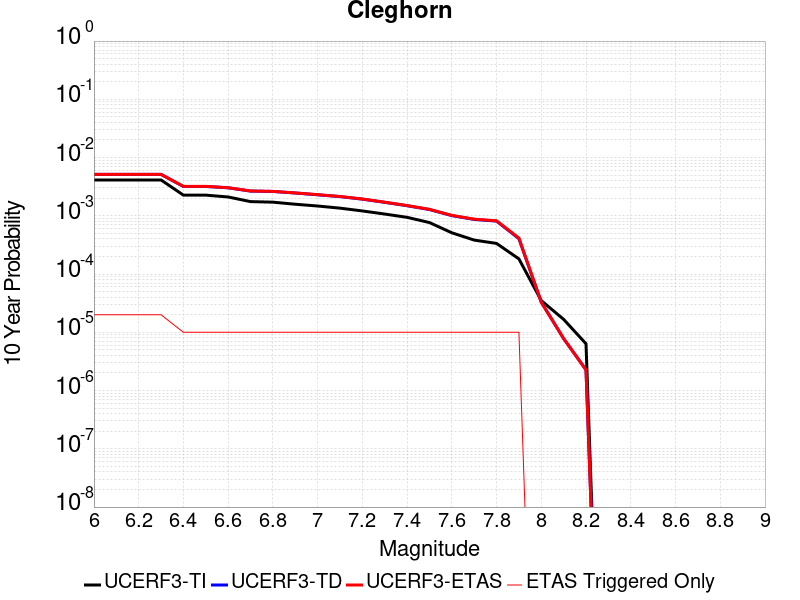 Cleghorn
10^0
10^-1
10^-2
10^-3
10^-4
10^-5
10^-6
10^-7
10^-8
10 Year Probability
6 6.2 6.4 6.6 6.8 7 7.2 7.4 7.6 7.8 8 8.2 8.4 8.6 8.8 9
Magnitude
UCERF3-TI UCERF3-TD UCERF3-ETAS ETAS Triggered Only